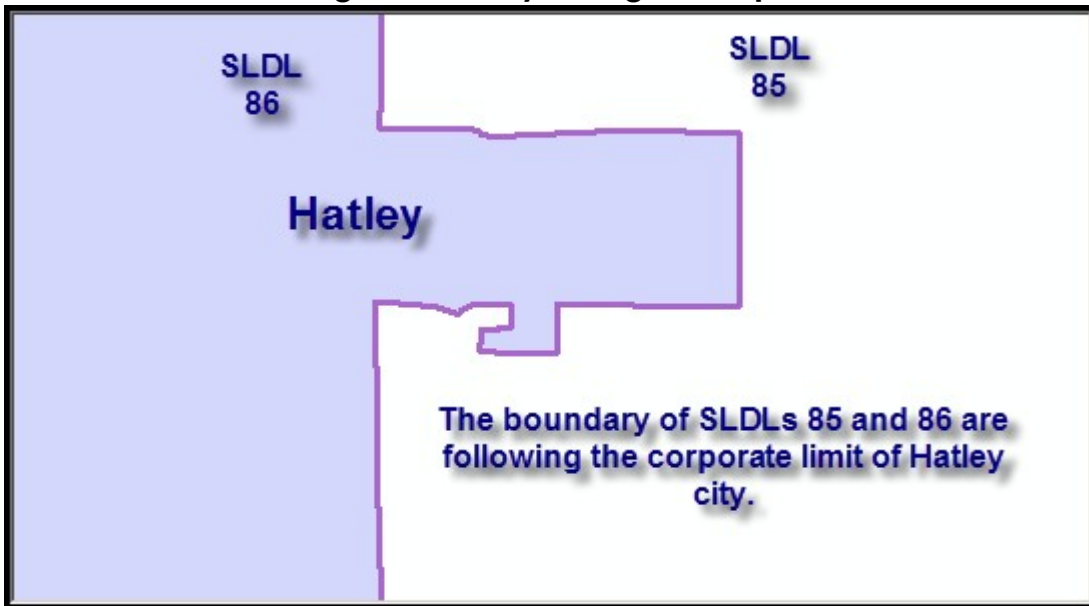 SLDL
86
SLDL
85
Hatley
The boundary of SLDLs 85 and 86 are
following the corporate limit of Hatley
city.